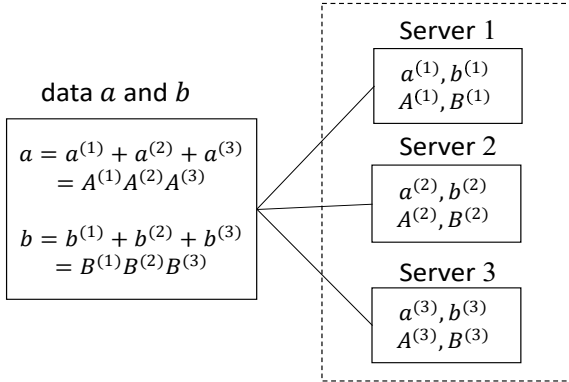 data a and b
a = a^(1) + a^(2) + a^(3)
= A^(1)A^(2)A^(3)
b = b^(1) + b^(2) + b^(3)
= B^(1)B^(2)B^(3)
Server 1
a^(1), b^(1)
A^(1), B^(1)
Server 2
a^(2), b^(2)
A^(2), B^(2)
Server 3
a^(3), b^(3)
A^(3), B^(3)